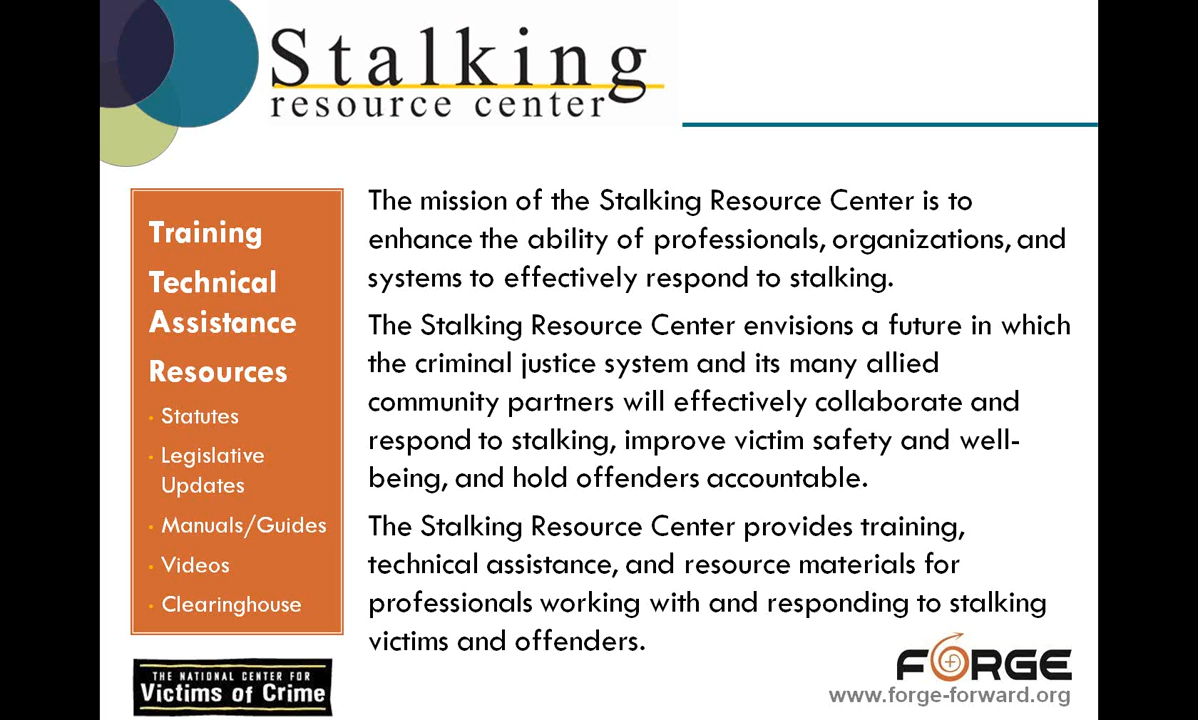 Stalking
resource center
Training
Technical
Assistance
Resources
• Statutes
• Legislative
Updates
• Manuals/Guides
• Videos
• Clearinghouse
The mission of the Stalking Resource Center is to
enhance the ability of professionals, organizations, and
systems to effectively respond to stalking.
The Stalking Resource Center envisions a future in which
the criminal justice system and its many allied
community partners will effectively collaborate and
respond to stalking, improve victim safety and well-
being, and hold offenders accountable.
The Stalking Resource Center provides training,
technical assistance, and resource materials for
professionals working with and responding to stalking
victims and offenders.
THE NATIONAL CENTER FOR
Victims of Crime
FORGE
www.forge-forward.org